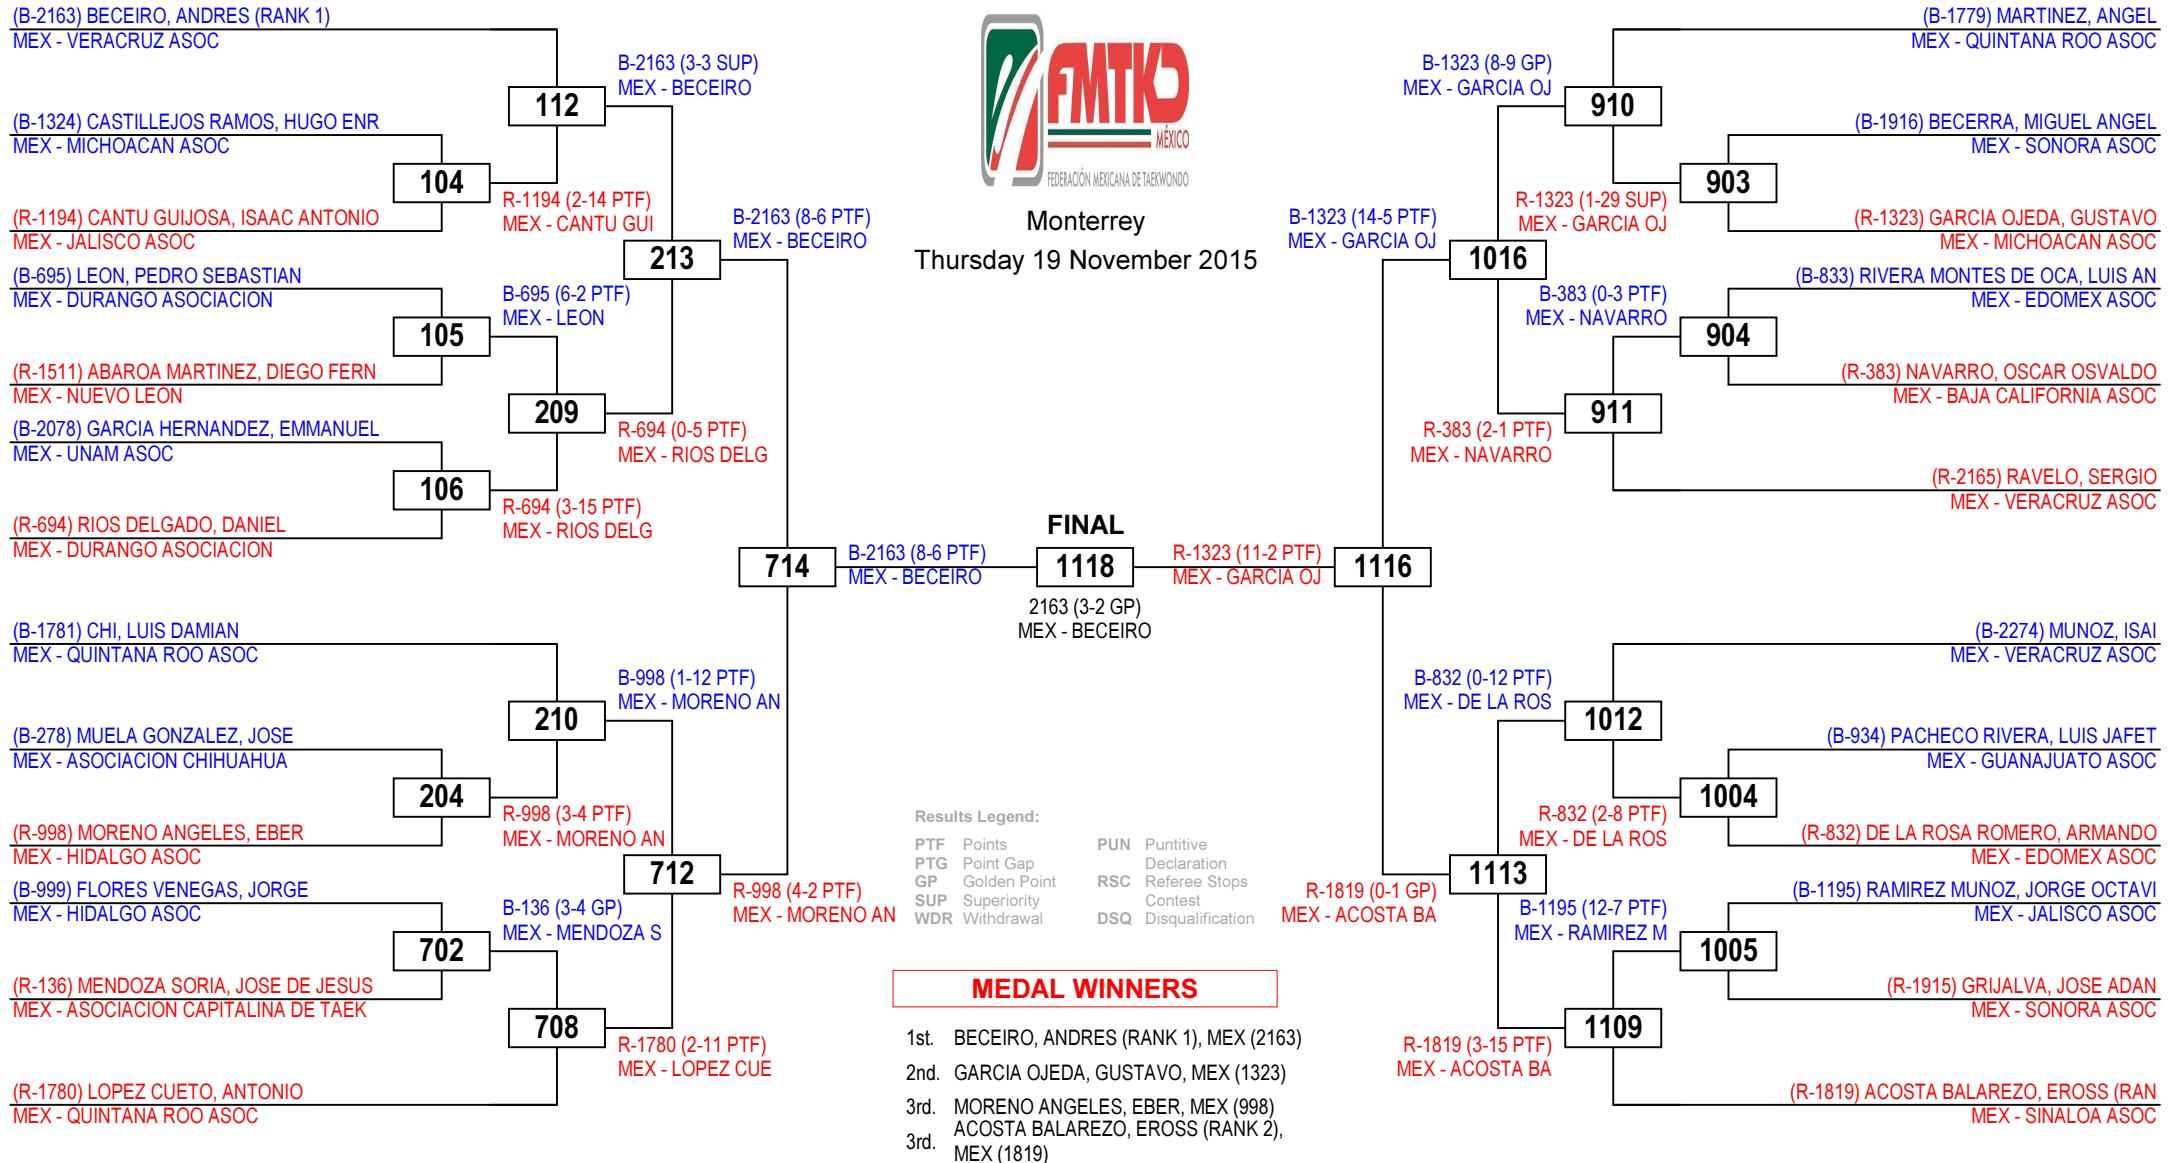 (B-2163) BECEIRO, ANDRES (RANK 1)
MEX - VERACRUZ ASOC
(B-1324) CASTILLEJOS RAMOS, HUGO ENR
MEX - MICHOACAN ASOC
(R-1194) CANTU GUIJOSA, ISAAC ANTONIO
MEX - JALISCO ASOC
(B-695) LEON, PEDRO SEBASTIAN
MEX - DURANGO ASOCIACION
(R-1511) ABAROA MARTINEZ, DIEGO FERN
MEX - NUEVO LEÓN
(B-2078) GARCIA HERNANDEZ, EMMANUEL
MEX - UNAM ASOC
(R-694) RIOS DELGADO, DANIEL
MEX - DURANGO ASOCIACION
(B-1781) CHI, LUIS DAMIAN
MEX - QUINTANA ROO ASOC
(B-278) MUELA GONZALEZ, JOSE
MEX - ASOCIACION CHIHUAHUA
(R-998) MORENO ANGELES, EBER
MEX - HIDALGO ASOC
(B-999) FLORES VENEGAS, JORGE
MEX - HIDALGO ASOC
(R-136) MENDOZA SORIA, JOSE DE JESUS
MEX - ASOCIACION CAPITALINA DE TAEK
(R-1780) LOPEZ CUETO, ANTONIO
MEX - QUINTANA ROO ASOC
104
105
106
204
702
R-1194 (2-14 PTF)
MEX - CANTU GUI
B-695 (6-2 PTF)
MEX - LEON
R-694 (3-15 PTF)
MEX - RIOS DELG
R-998 (3-4 PTF)
MEX - MORENO AN
B-136 (3-4 GP)
MEX - MENDOZA S
112
209
210
708
B-2163 (3-3 SUP)
MEX - BECEIRO
R-694 (0-5 PTF)
MEX - RIOS DELG
B-998 (1-12 PTF)
MEX - MORENO AN
R-1780 (2-11 PTF)
MEX - LOPEZ CUE
213
712
B-2163 (8-6 PTF)
MEX - BECEIRO
R-998 (4-2 PTF)
MEX - MORENO AN
714
B-2163 (8-6 PTF)
MEX - BECEIRO
FMTKD
MÉXICO
FEDERACIÓN MEXICANA DE TAEKWONDO
Monterrey
Thursday 19 November 2015
FINAL
1118
2163 (3-2 GP)
MEX - BECEIRO
Results Legend:
PTF Points
PTG Point Gap
GP Golden Point
SUP Superiority
WDR Withdrawal
PUN Puntitive
Declaration
RSC Referee Stops
Contest
DSQ Disqualification
MEDAL WINNERS
1st. BECEIRO, ANDRES (RANK 1), MEX (2163)
2nd. GARCIA OJEDA, GUSTAVO, MEX (1323)
3rd. MORENO ANGELES, EBER, MEX (998)
3rd. ACOSTA BALAREZO, EROSS (RANK 2),
MEX (1819)
R-1323 (11-2 PTF)
MEX - GARCIA OJ
1116
B-1323 (14-5 PTF)
MEX - GARCIA OJ
R-1819 (0-1 GP)
MEX - ACOSTA BA
1016
1113
B-1323 (8-9 GP)
MEX - GARCIA OJ
R-383 (2-1 PTF)
MEX - NAVARRO
B-832 (0-12 PTF)
MEX - DE LA ROS
R-1819 (3-15 PTF)
MEX - ACOSTA BA
910
911
1012
1109
R-1323 (1-29 SUP)
MEX - GARCIA OJ
B-383 (0-3 PTF)
MEX - NAVARRO
R-832 (2-8 PTF)
MEX - DE LA ROS
B-1195 (12-7 PTF)
MEX - RAMIREZ M
903
904
1004
1005
(B-1779) MARTINEZ, ANGEL
MEX - QUINTANA ROO ASOC
(B-1916) BECERRA, MIGUEL ANGEL
MEX - SONORA ASOC
(R-1323) GARCIA OJEDA, GUSTAVO
MEX - MICHOACAN ASOC
(B-833) RIVERA MONTES DE OCA, LUIS AN
MEX - EDOMEX ASOC
(R-383) NAVARRO, OSCAR OSVALDO
MEX - BAJA CALIFORNIA ASOC
(R-2165) RAVELO, SERGIO
MEX - VERACRUZ ASOC
(B-2274) MUNOZ, ISAI
MEX - VERACRUZ ASOC
(B-934) PACHECO RIVERA, LUIS JAFET
MEX - GUANAJUATO ASOC
(R-832) DE LA ROSA ROMERO, ARMANDO
MEX - EDOMEX ASOC
(B-1195) RAMIREZ MUÑOZ, JORGE OCTAVI
MEX - JALISCO ASOC
(R-1915) GRIJALVA, JOSE ADAN
MEX - SONORA ASOC
(R-1819) ACOSTA BALAREZO, EROSS (RAN
MEX - SINALOA ASOC